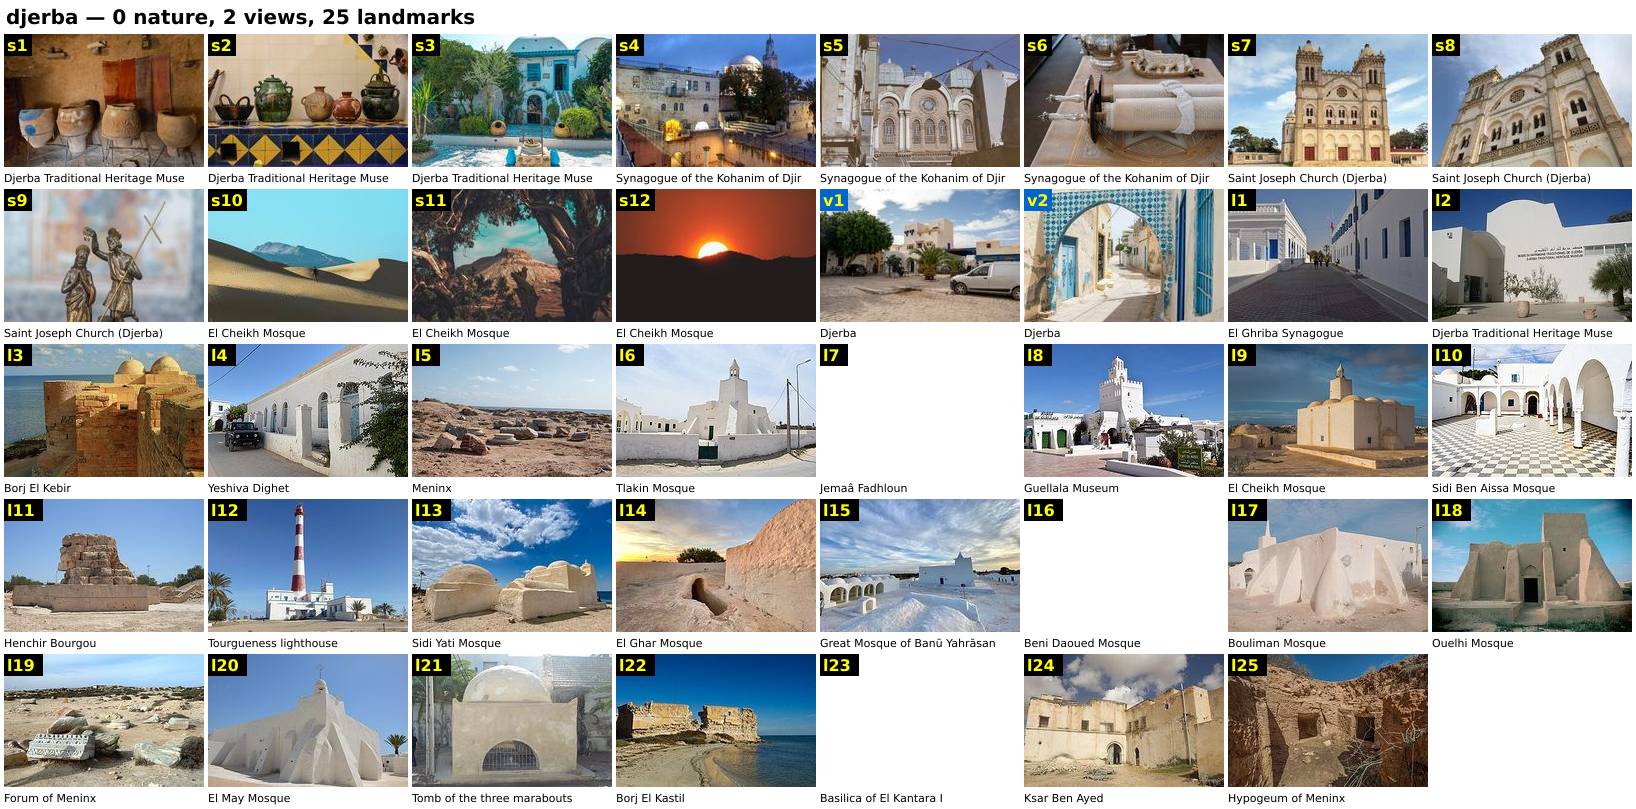 djerba — 0 nature, 2 views, 25 landmarks
s1
s2
s3
s4
s5
s6
s7
s8
Djerba Traditional Heritage Muse
Djerba Traditional Heritage Muse
Djerba Traditional Heritage Muse
Synagogue of the Kohanim of Djir
Synagogue of the Kohanim of Djir
Synagogue of the Kohanim of Djir
Saint Joseph Church (Djerba)
Saint Joseph Church (Djerba)
s9
s10
s11
s12
v1
v2
l1
l2
Saint Joseph Church (Djerba)
El Cheikh Mosque
El Cheikh Mosque
El Cheikh Mosque
Djerba
Djerba
El Ghriba Synagogue
Djerba Traditional Heritage Muse
l3
l4
l5
l6
l7
l8
l9
l10
Borj El Kebir
Yeshiva Dighet
Meninx
Tlakin Mosque
Jemaâ Fadhloun
Guellala Museum
El Cheikh Mosque
Sidi Ben Aissa Mosque
l11
l12
l13
l14
l15
l16
l17
l18
Henchir Bourgou
Tourgueness lighthouse
Sidi Yati Mosque
El Ghar Mosque
Great Mosque of Banū Yahrāsan
Beni Daoued Mosque
Bouliman Mosque
Ouelhi Mosque
l19
l20
l21
l22
l23
l24
l25
Forum of Meninx
El May Mosque
Tomb of the three marabouts
Borj El Kastil
Basilica of El Kantara I
Ksar Ben Ayed
Hypogeum of Meninx